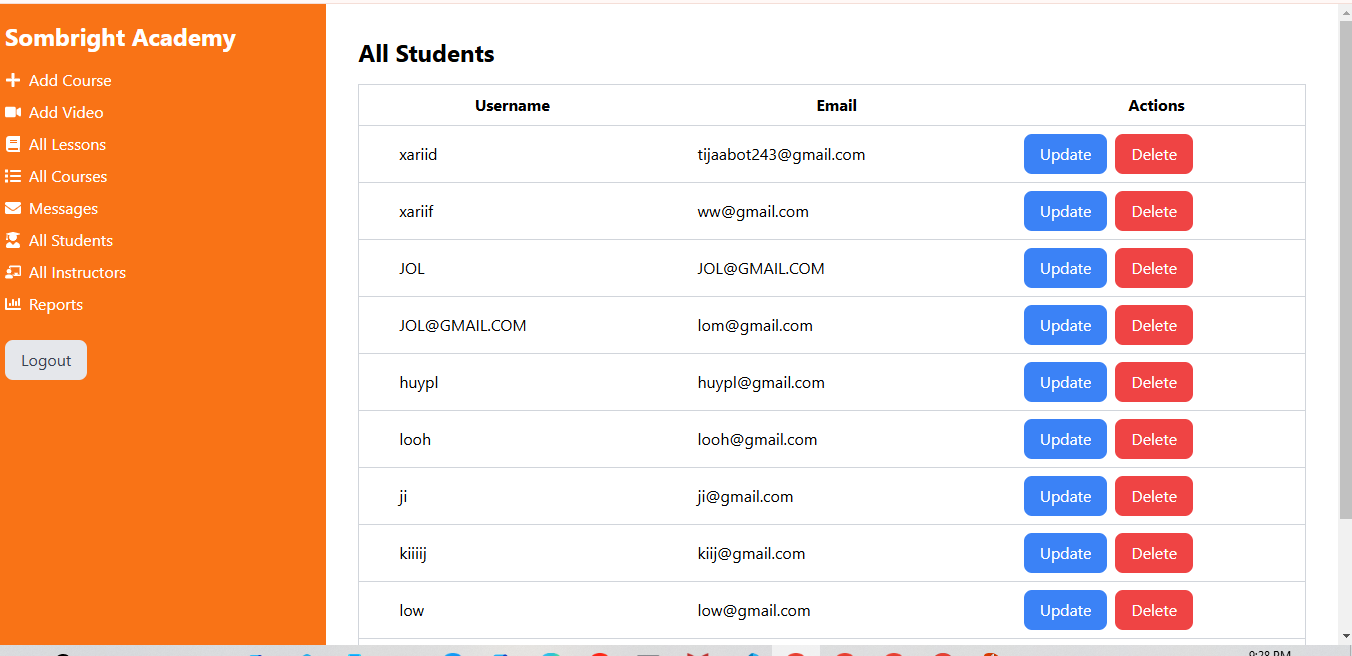 Sombright Academy
Add Course
Add Video
All Lessons
All Courses
Messages
All Students
All Instructors
Reports
Logout
All Students
Username Email Actions
xariid tijaabot243@gmail.com Update Delete
xariif ww@gmail.com Update Delete
JOL JOL@GMAIL.COM Update Delete
JOL@GMAIL.COM lom@gmail.com Update Delete
huypl huypl@gmail.com Update Delete
looh looh@gmail.com Update Delete
ji ji@gmail.com Update Delete
kiiiij kiij@gmail.com Update Delete
low low@gmail.com Update Delete